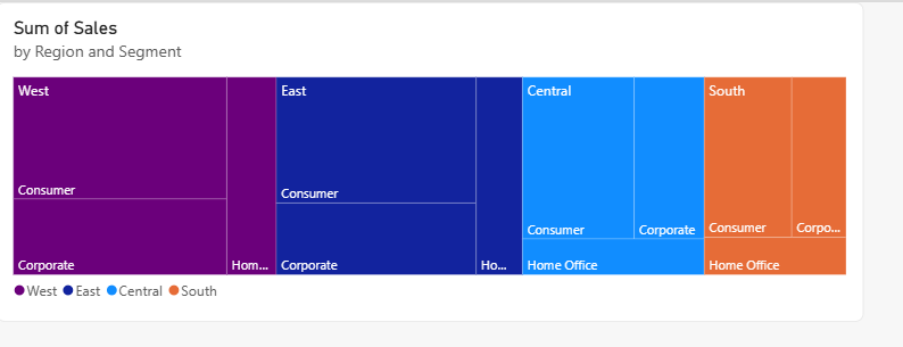 Sum of Sales
by Region and Segment
West
East
Central
South
Consumer
Consumer
Consumer
Corporate
Consumer
Corpo...
Corporate
Hom...
Corporate
Ho...
Home Office
Home Office
West East Central South